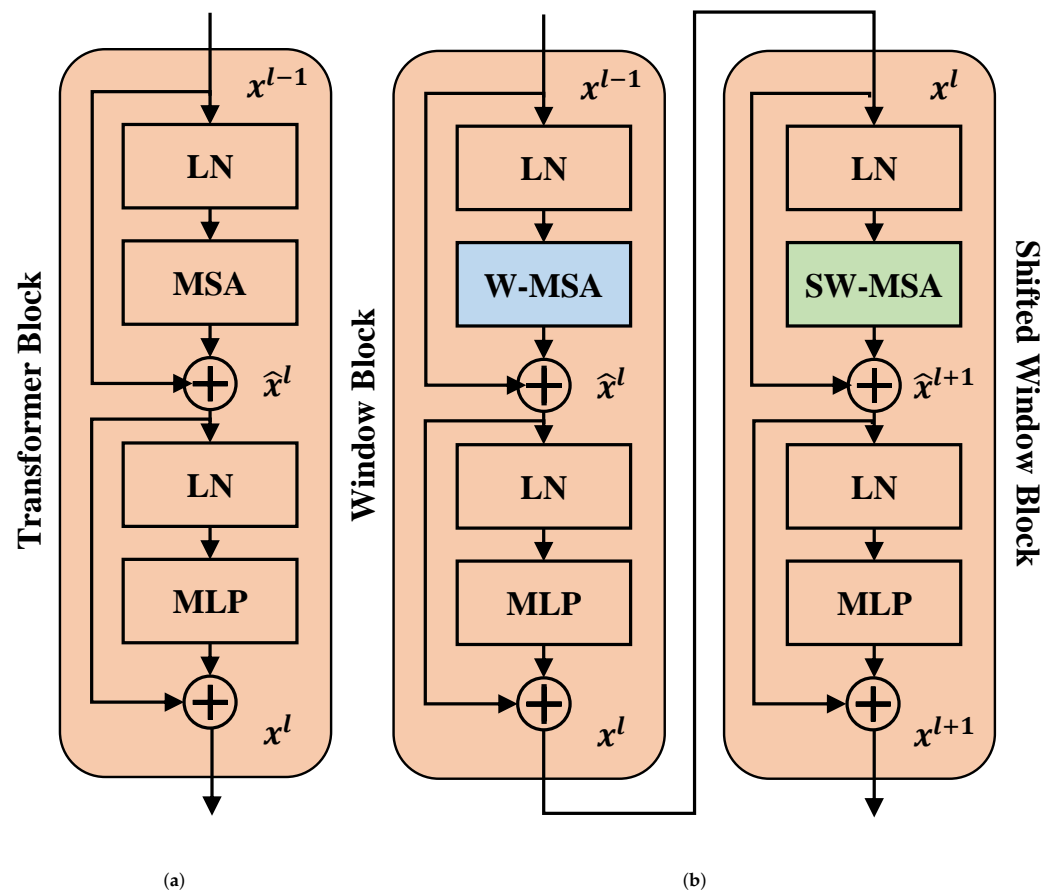 Transformer Block
x^{l−1}
LN
MSA
x̂^l
LN
MLP
x^l
(a)
Window Block
x^{l−1}
LN
W-MSA
x̂^l
LN
MLP
x^l
Shifted Window Block
x^l
LN
SW-MSA
x̂^{l+1}
LN
MLP
x^{l+1}
(b)